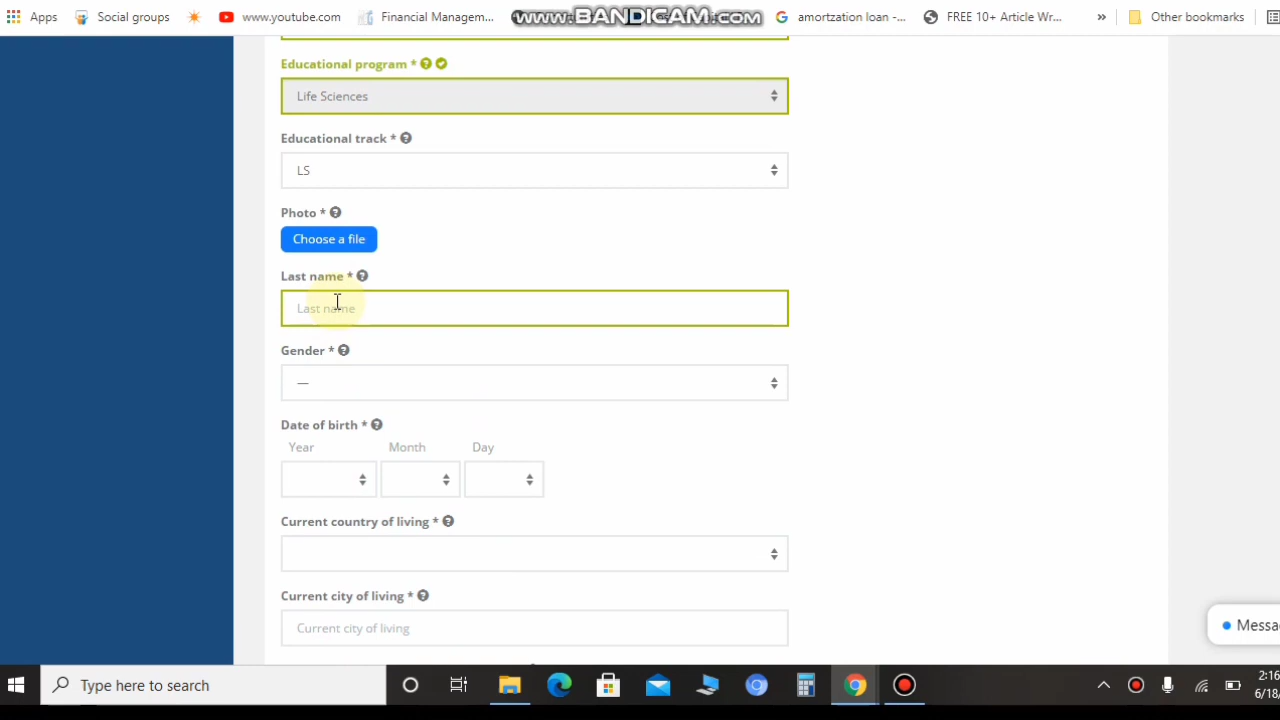 Apps
Social groups
www.youtube.com
Financial Managem...
www.BANDICAM.com
amortzation loan -...
FREE 10+ Article Wr...
»
Other bookmarks
Educational program *
Life Sciences
Educational track *
LS
Photo *
Choose a file
Last name *
Last name
Gender *
—
Date of birth *
Year Month Day
Current country of living *
Current city of living *
Current city of living
Messa
Type here to search
2:16
6/18/